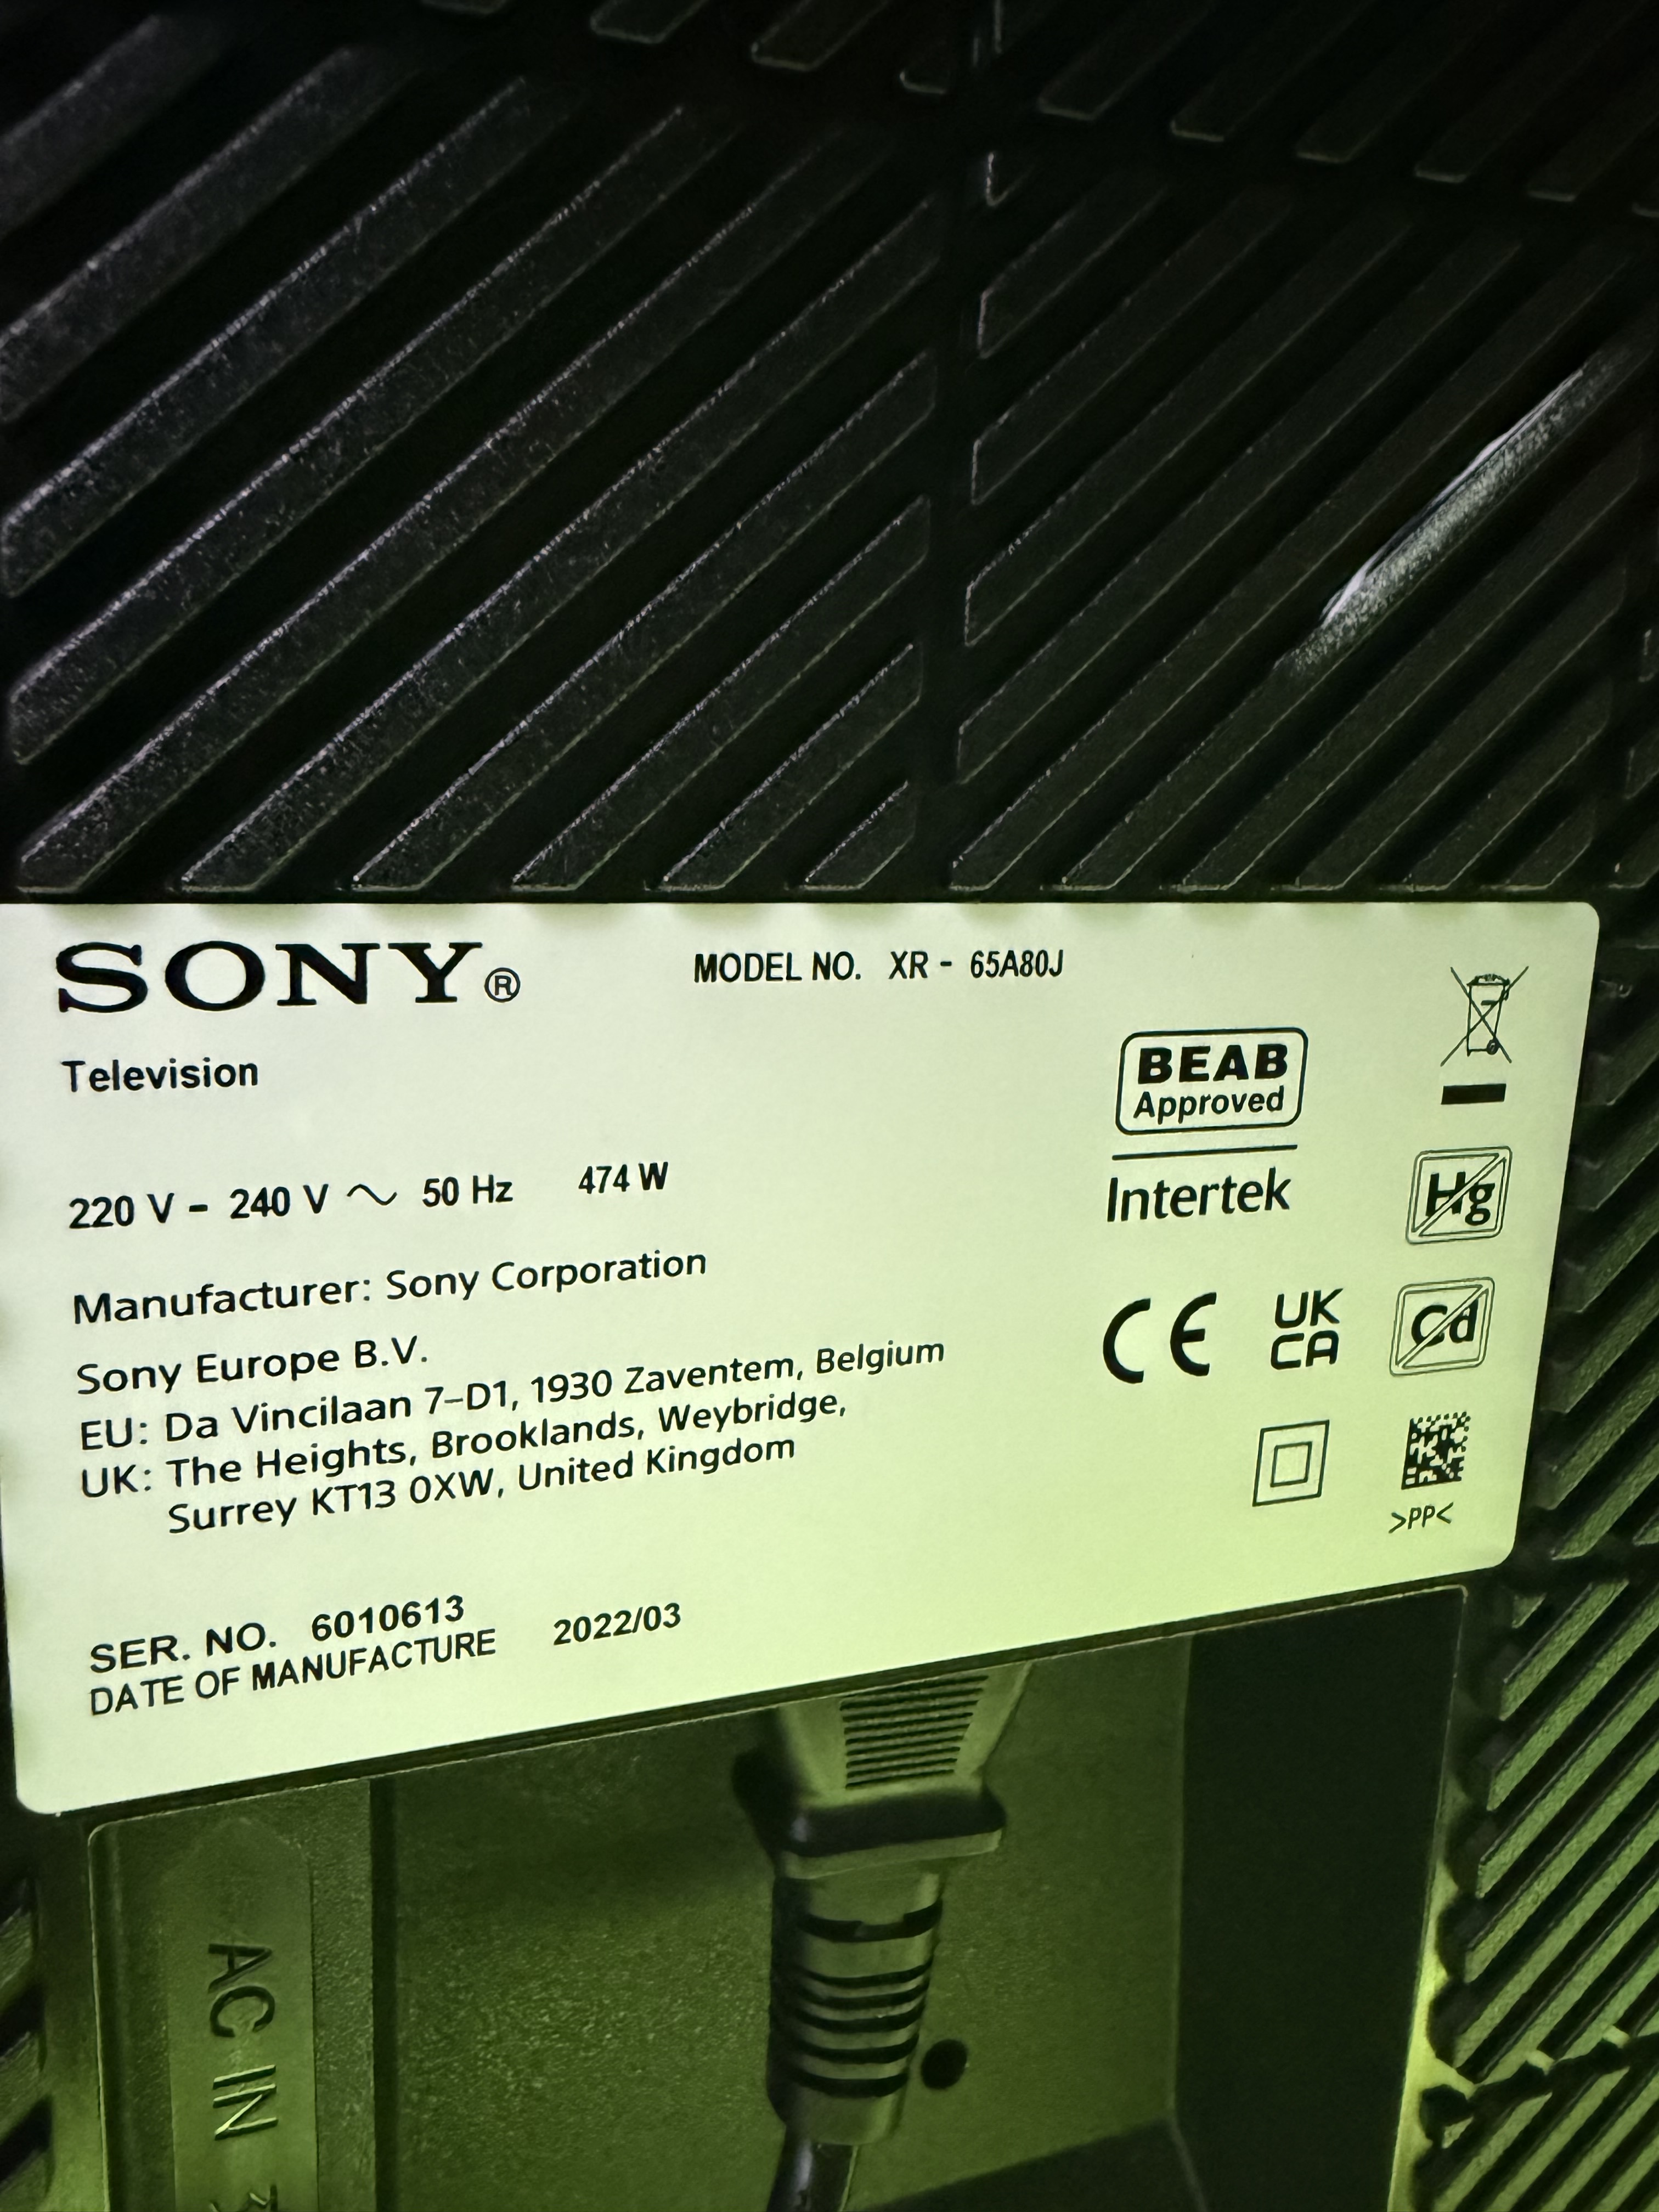 SONY®
MODEL NO. XR - 65A80J
Television
BEAB
Approved
Intertek
220 V - 240 V ~ 50 Hz 474 W
Hg
Manufacturer: Sony Corporation
Sony Europe B.V.
CE
UK
CA
Cd
EU: Da Vincilaan 7-D1, 1930 Zaventem, Belgium
UK: The Heights, Brooklands, Weybridge,
Surrey KT13 0XW, United Kingdom
>PP<
SER. NO. 6010613
DATE OF MANUFACTURE 2022/03
AC IN